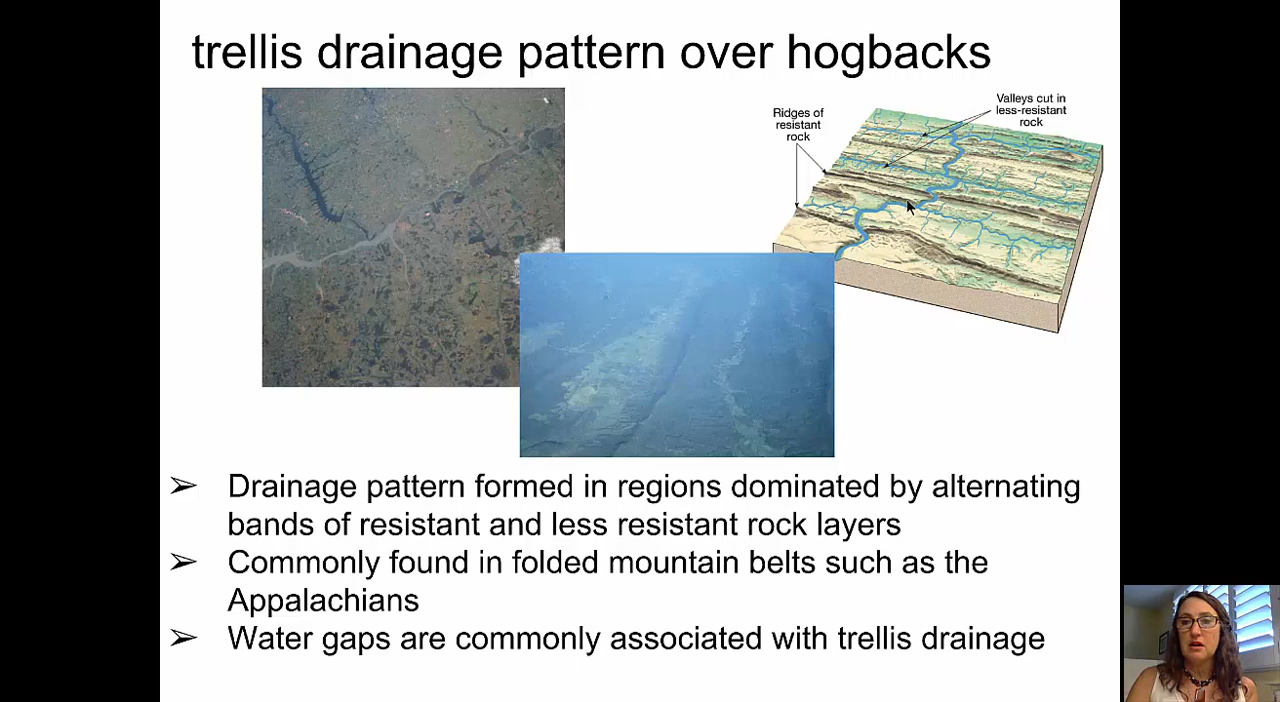 trellis drainage pattern over hogbacks
Ridges of
resistant
rock
Valleys cut in
less-resistant
rock
➢ Drainage pattern formed in regions dominated by alternating
bands of resistant and less resistant rock layers
➢ Commonly found in folded mountain belts such as the
Appalachians
➢ Water gaps are commonly associated with trellis drainage